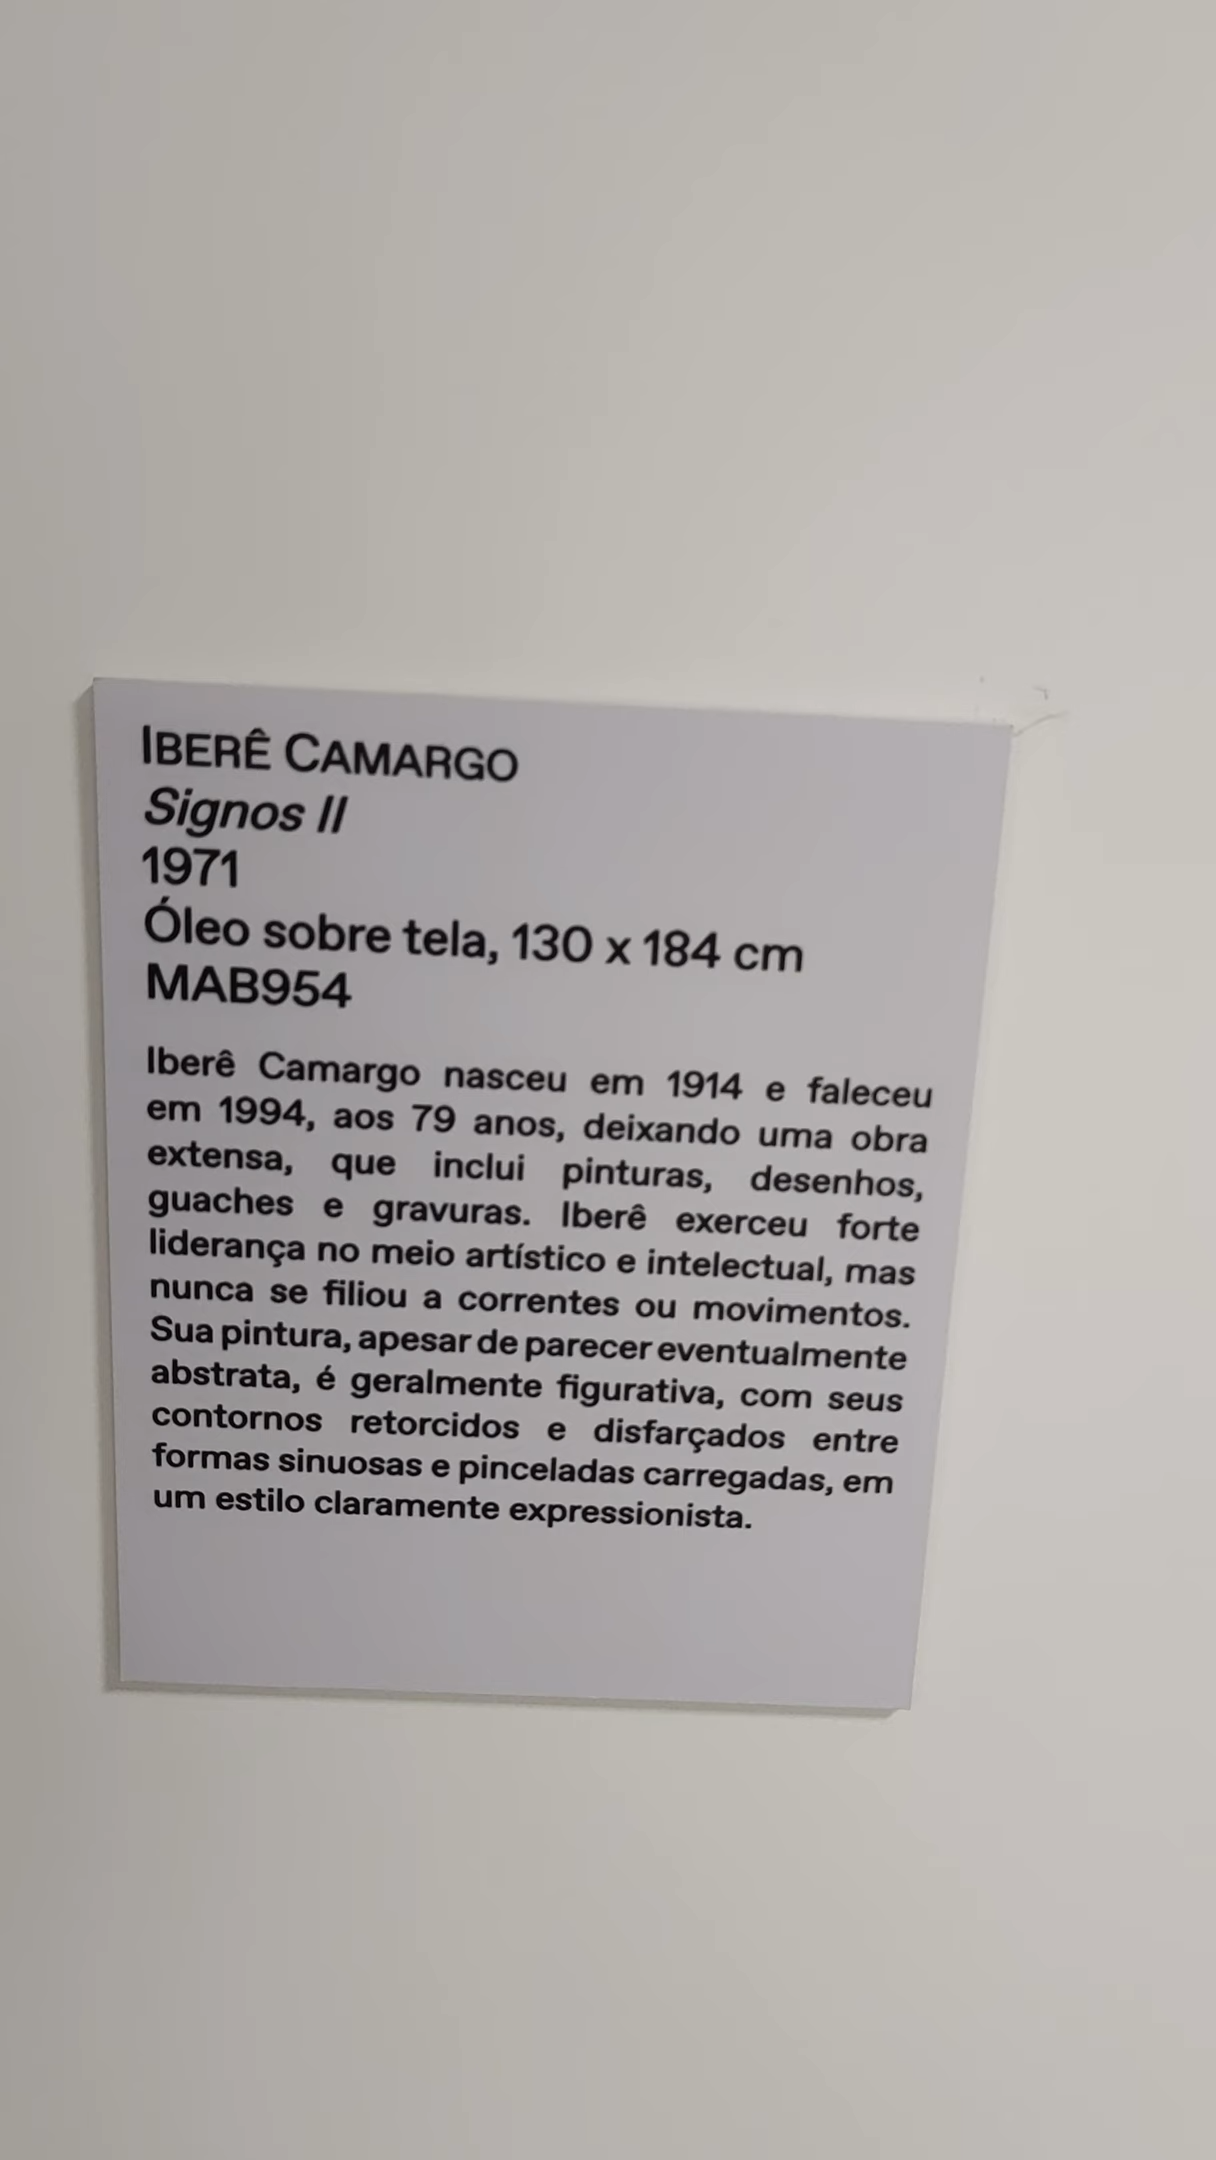 IBERÊ CAMARGO
Signos II
1971
Óleo sobre tela, 130 x 184 cm
MAB954
Iberê Camargo nasceu em 1914 e faleceu
em 1994, aos 79 anos, deixando uma obra
extensa, que inclui pinturas, desenhos,
guaches e gravuras. Iberê exerceu forte
liderança no meio artístico e intelectual, mas
nunca se filiou a correntes ou movimentos.
Sua pintura, apesar de parecer eventualmente
abstrata, é geralmente figurativa, com seus
contornos retorcidos e disfarçados entre
formas sinuosas e pinceladas carregadas, em
um estilo claramente expressionista.